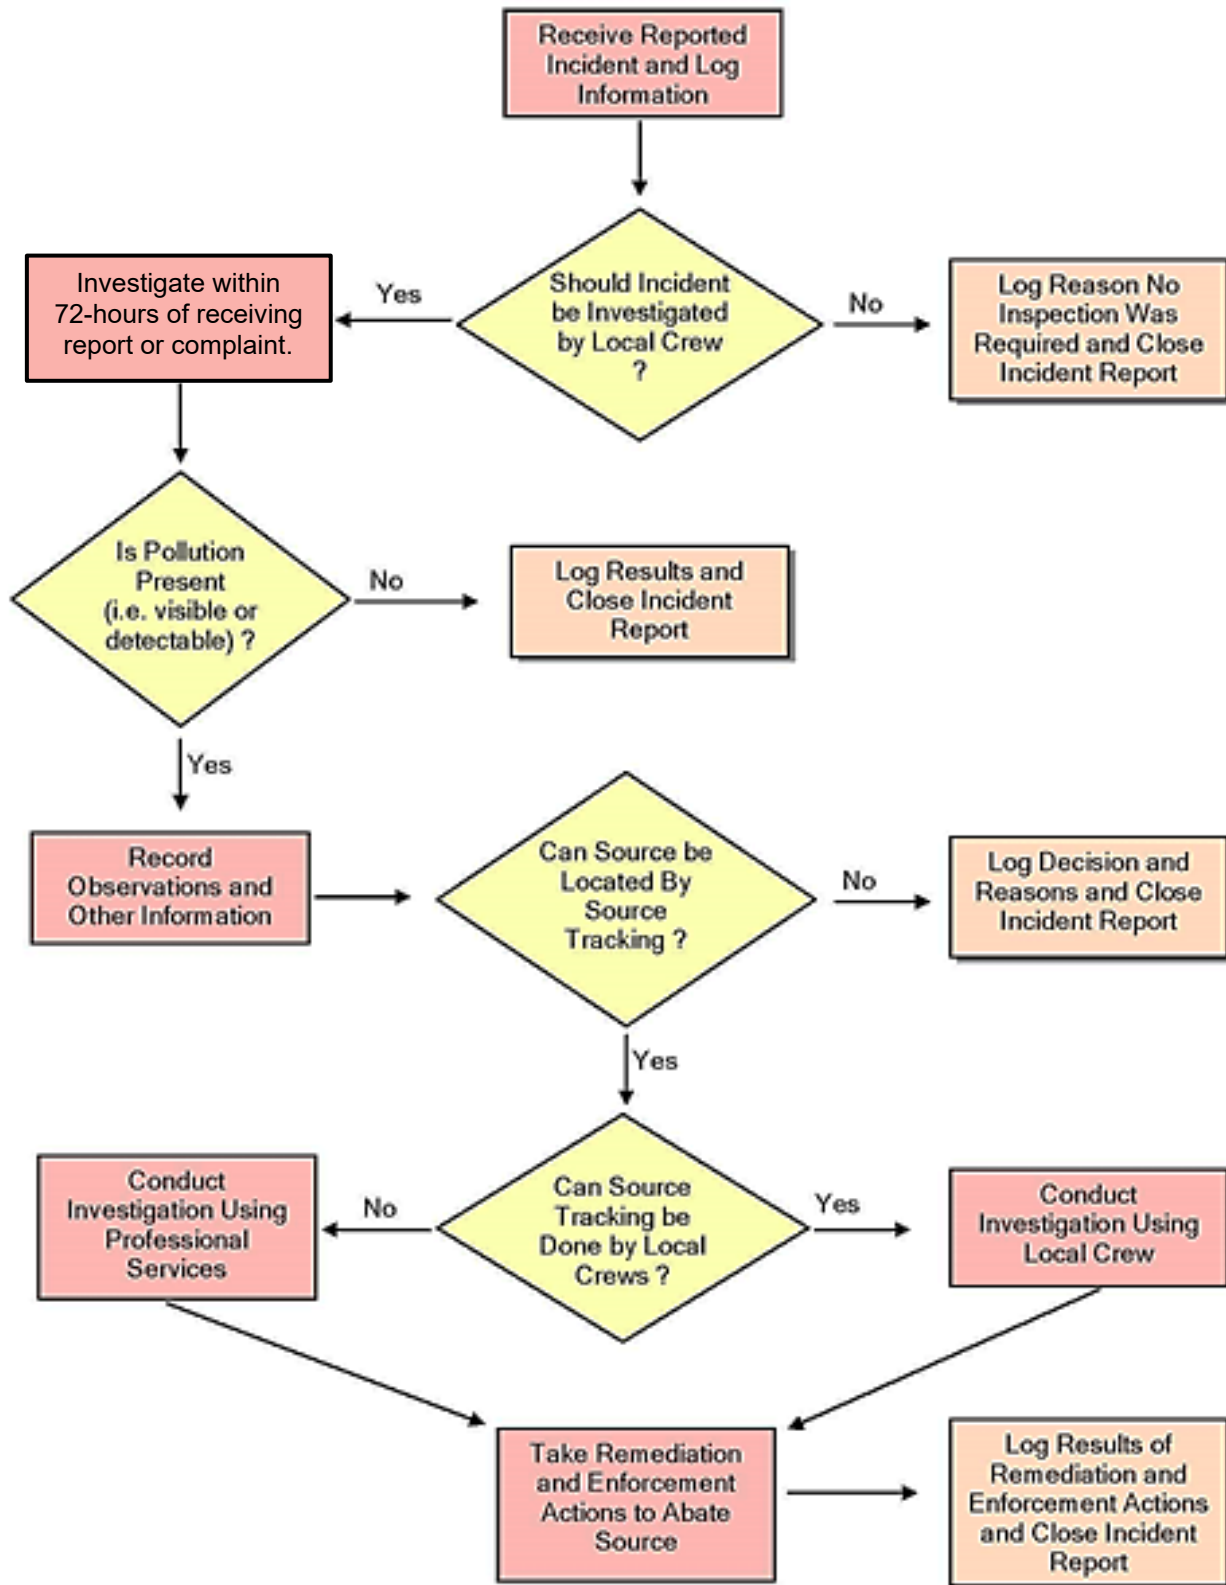 Receive Reported
Incident and Log
Information
Should Incident
be Investigated
by Local Crew
?
Yes
No
Investigate within
72-hours of receiving
report or complaint.
Log Reason No
Inspection Was
Required and Close
Incident Report
Is Pollution
Present
(i.e. visible or
detectable) ?
No
Log Results and
Close Incident
Report
Yes
Record
Observations and
Other Information
Can Source be
Located By
Source
Tracking ?
No
Log Decision and
Reasons and Close
Incident Report
Yes
Can Source
Tracking be
Done by Local
Crews ?
No
Yes
Conduct
Investigation Using
Professional
Services
Conduct
Investigation Using
Local Crew
Take Remediation
and Enforcement
Actions to Abate
Source
Log Results of
Remediation and
Enforcement Actions
and Close Incident
Report